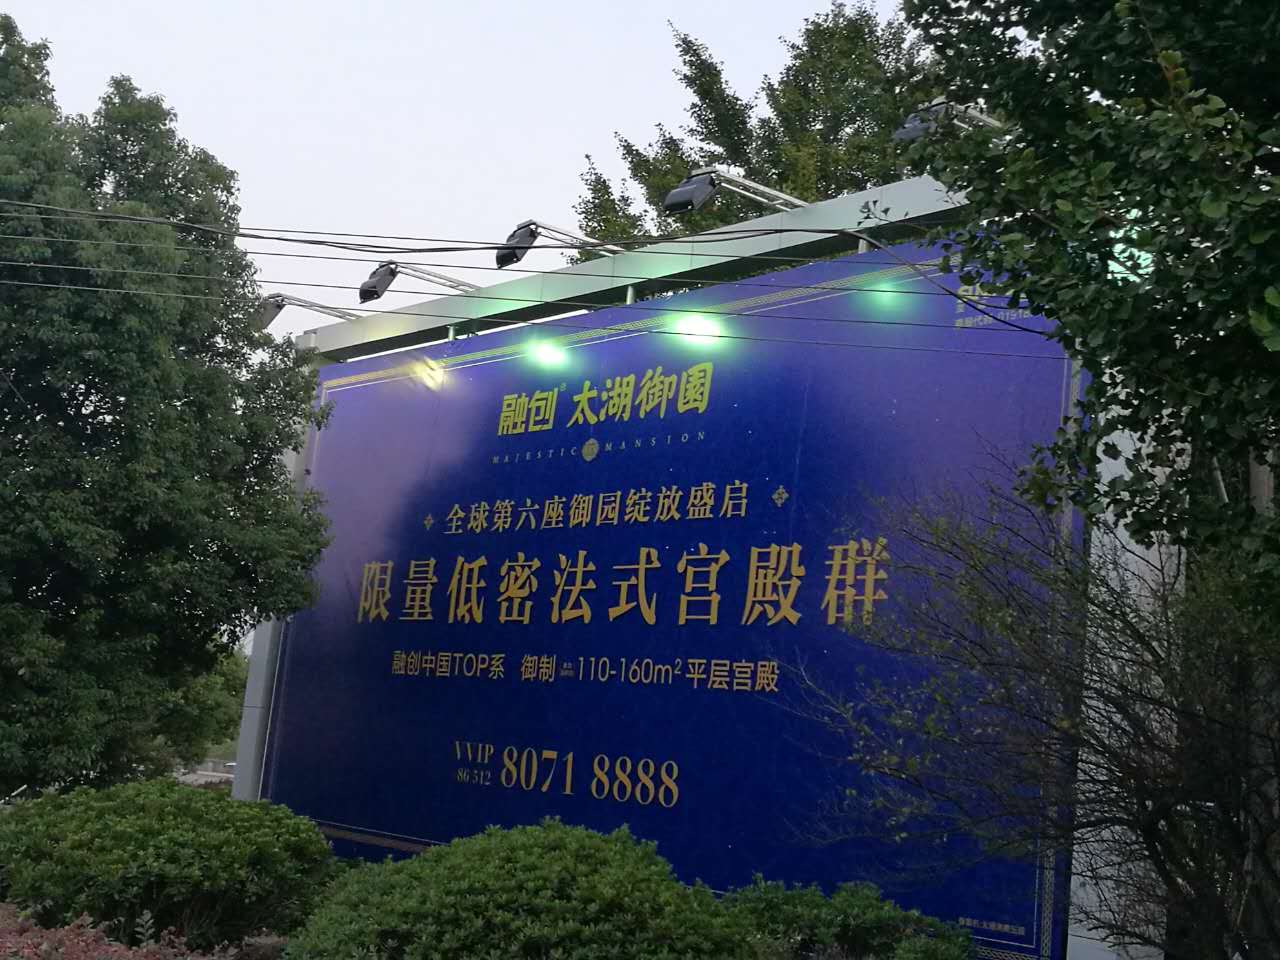 融创 太湖御園
MAJESTIC MANSION
全球第六座御园绽放盛启
限量低密法式宫殿群
融创中国TOP系 御制 110-160m² 平层宫殿
VVIP 86 512 8071 8888